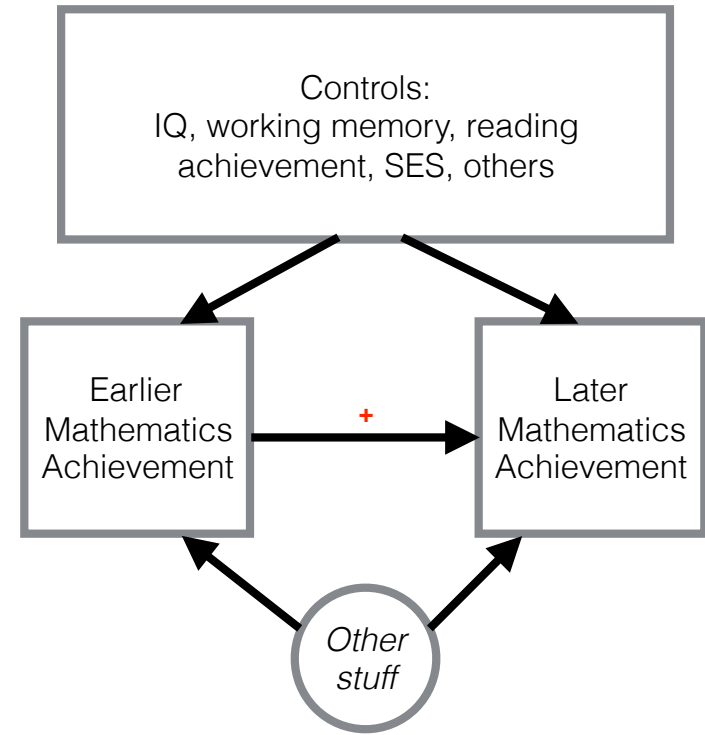 Controls:
IQ, working memory, reading
achievement, SES, others
Earlier
Mathematics
Achievement
+
Later
Mathematics
Achievement
Other
stuff